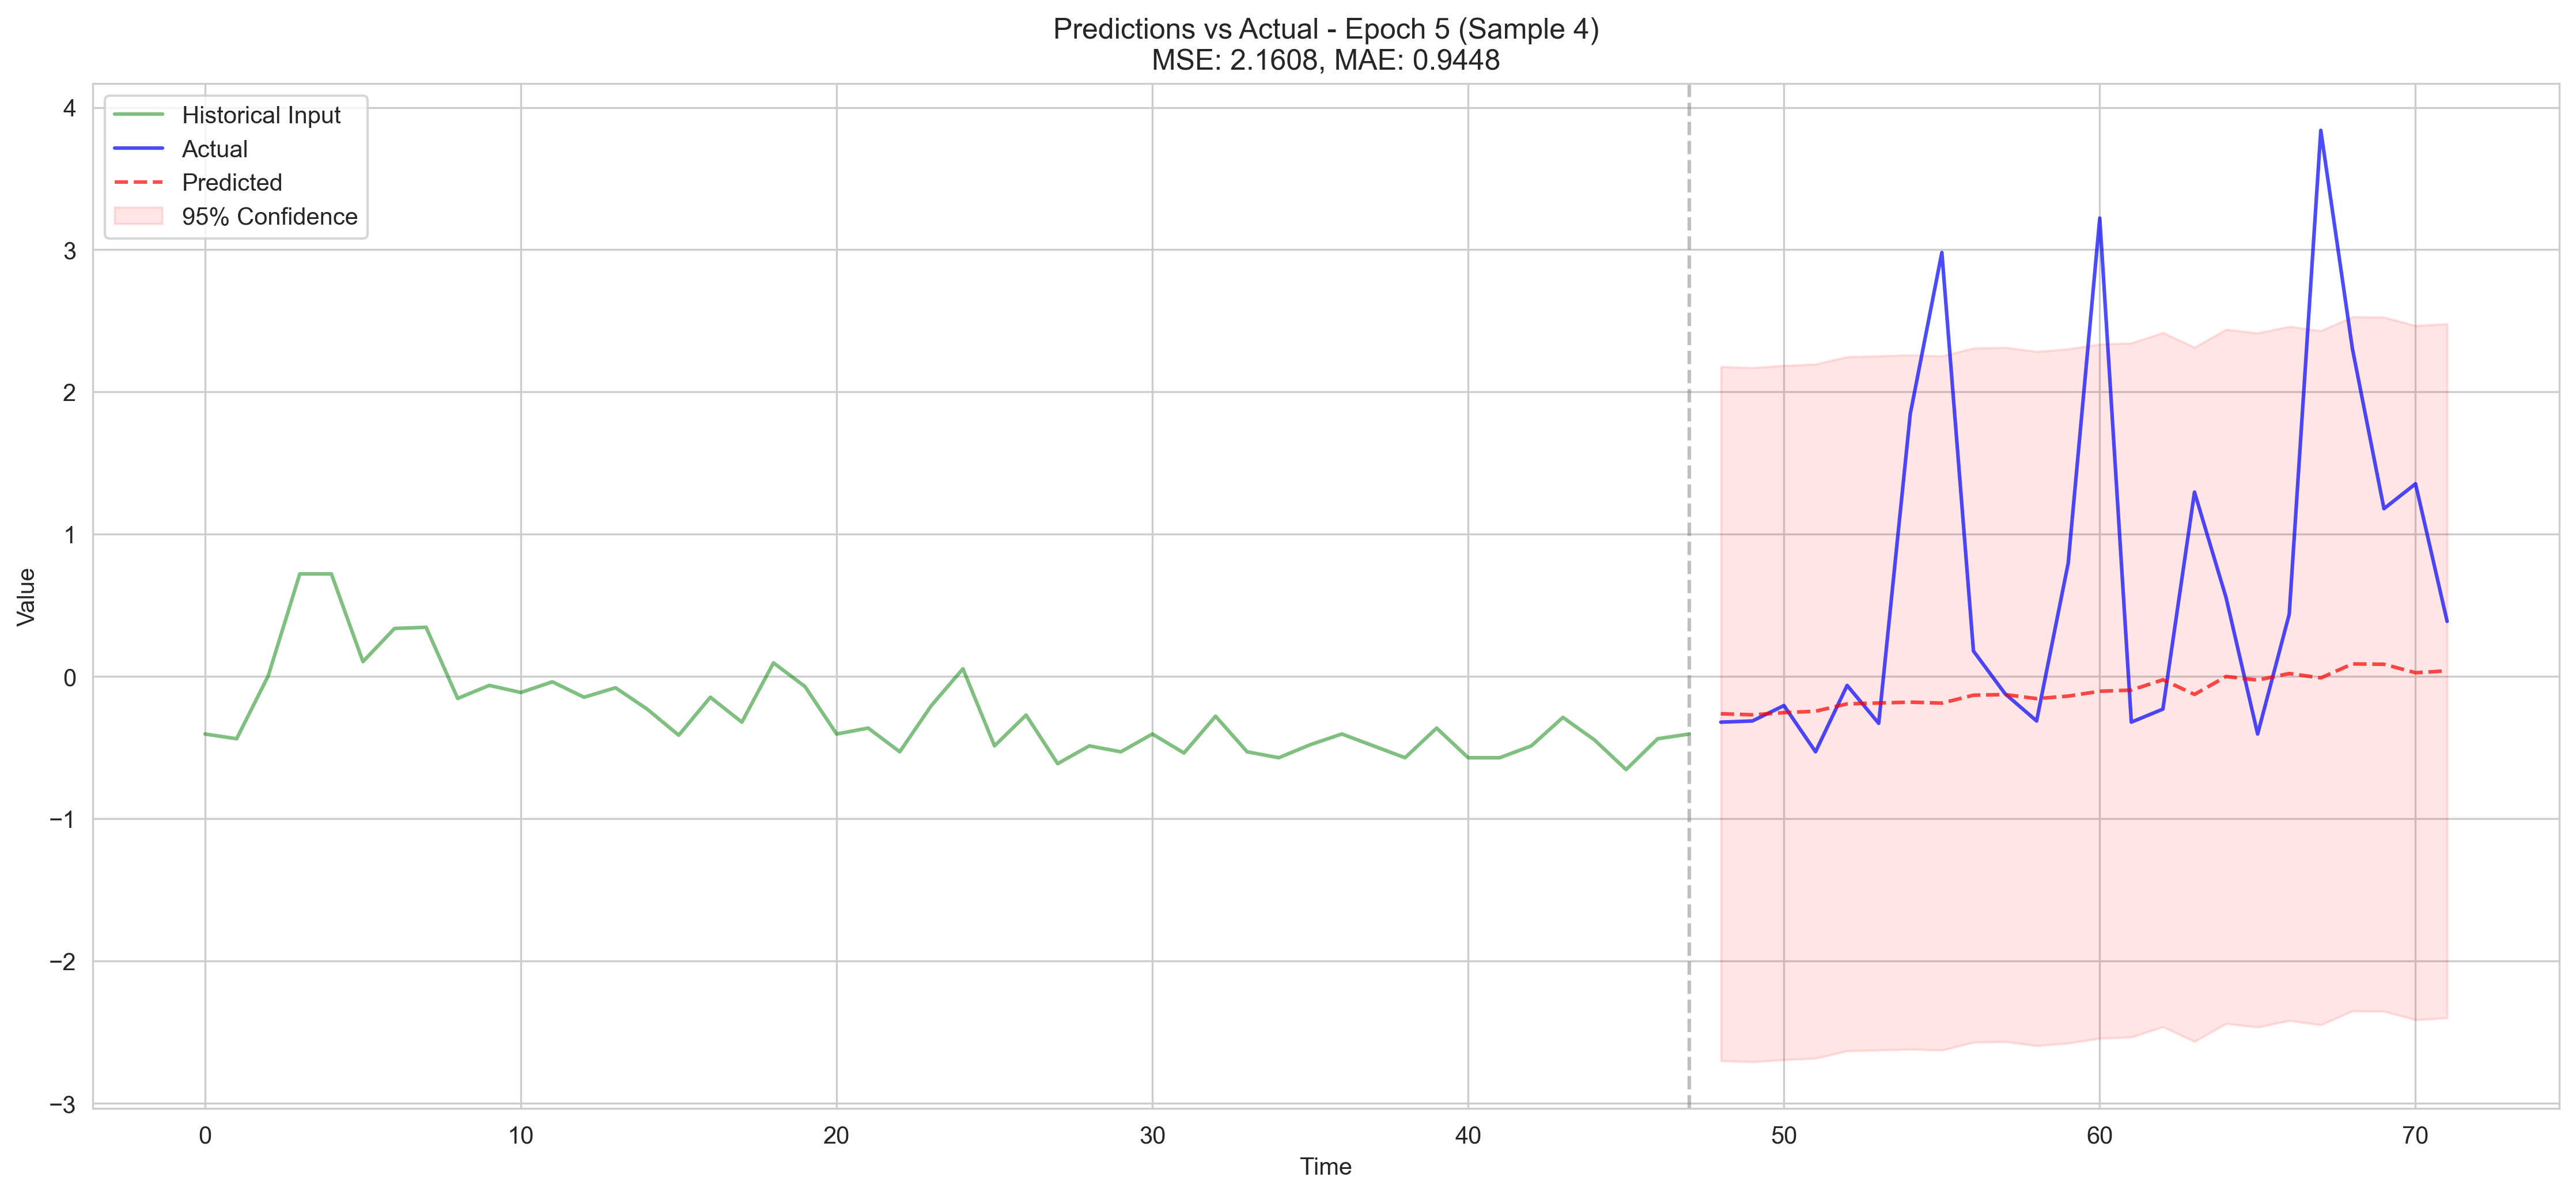 Predictions vs Actual - Epoch 5 (Sample 4)
MSE: 2.1608, MAE: 0.9448
Historical Input
Actual
Predicted
95% Confidence
4
3
2
1
0
−1
−2
−3
Value
0 10 20 30 40 50 60 70
Time